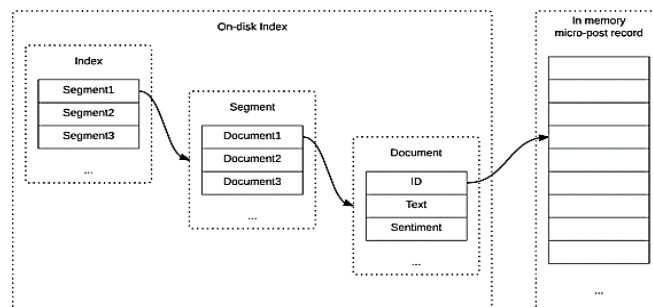 On-disk Index
In memory
micro-post record
Index
Segment1
Segment2
Segment3
...
Segment
Document1
Document2
Document3
...
Document
ID
Text
Sentiment
...
...